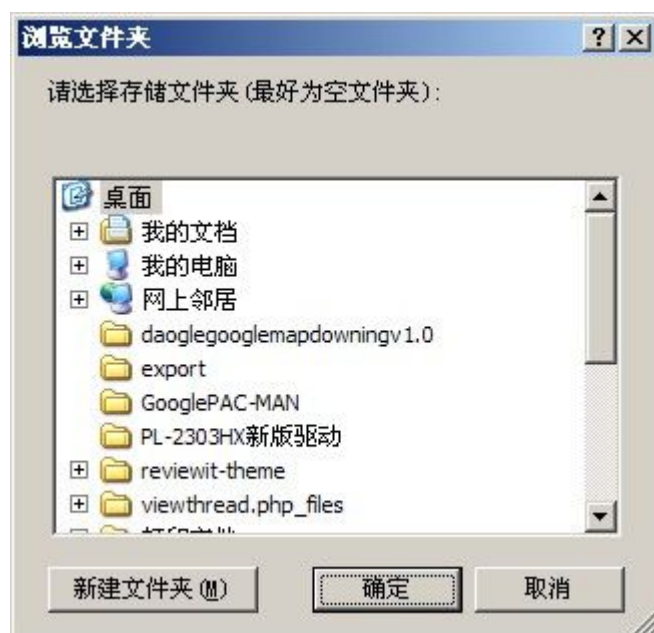 浏览文件夹
请选择存储文件夹(最好为空文件夹):
桌面
我的文档
我的电脑
网上邻居
daoglegooglemapdowningv1.0
export
GooglePAC-MAN
PL-2303HX新版驱动
reviewit-theme
viewthread.php_files
新建文件夹(M)
确定
取消